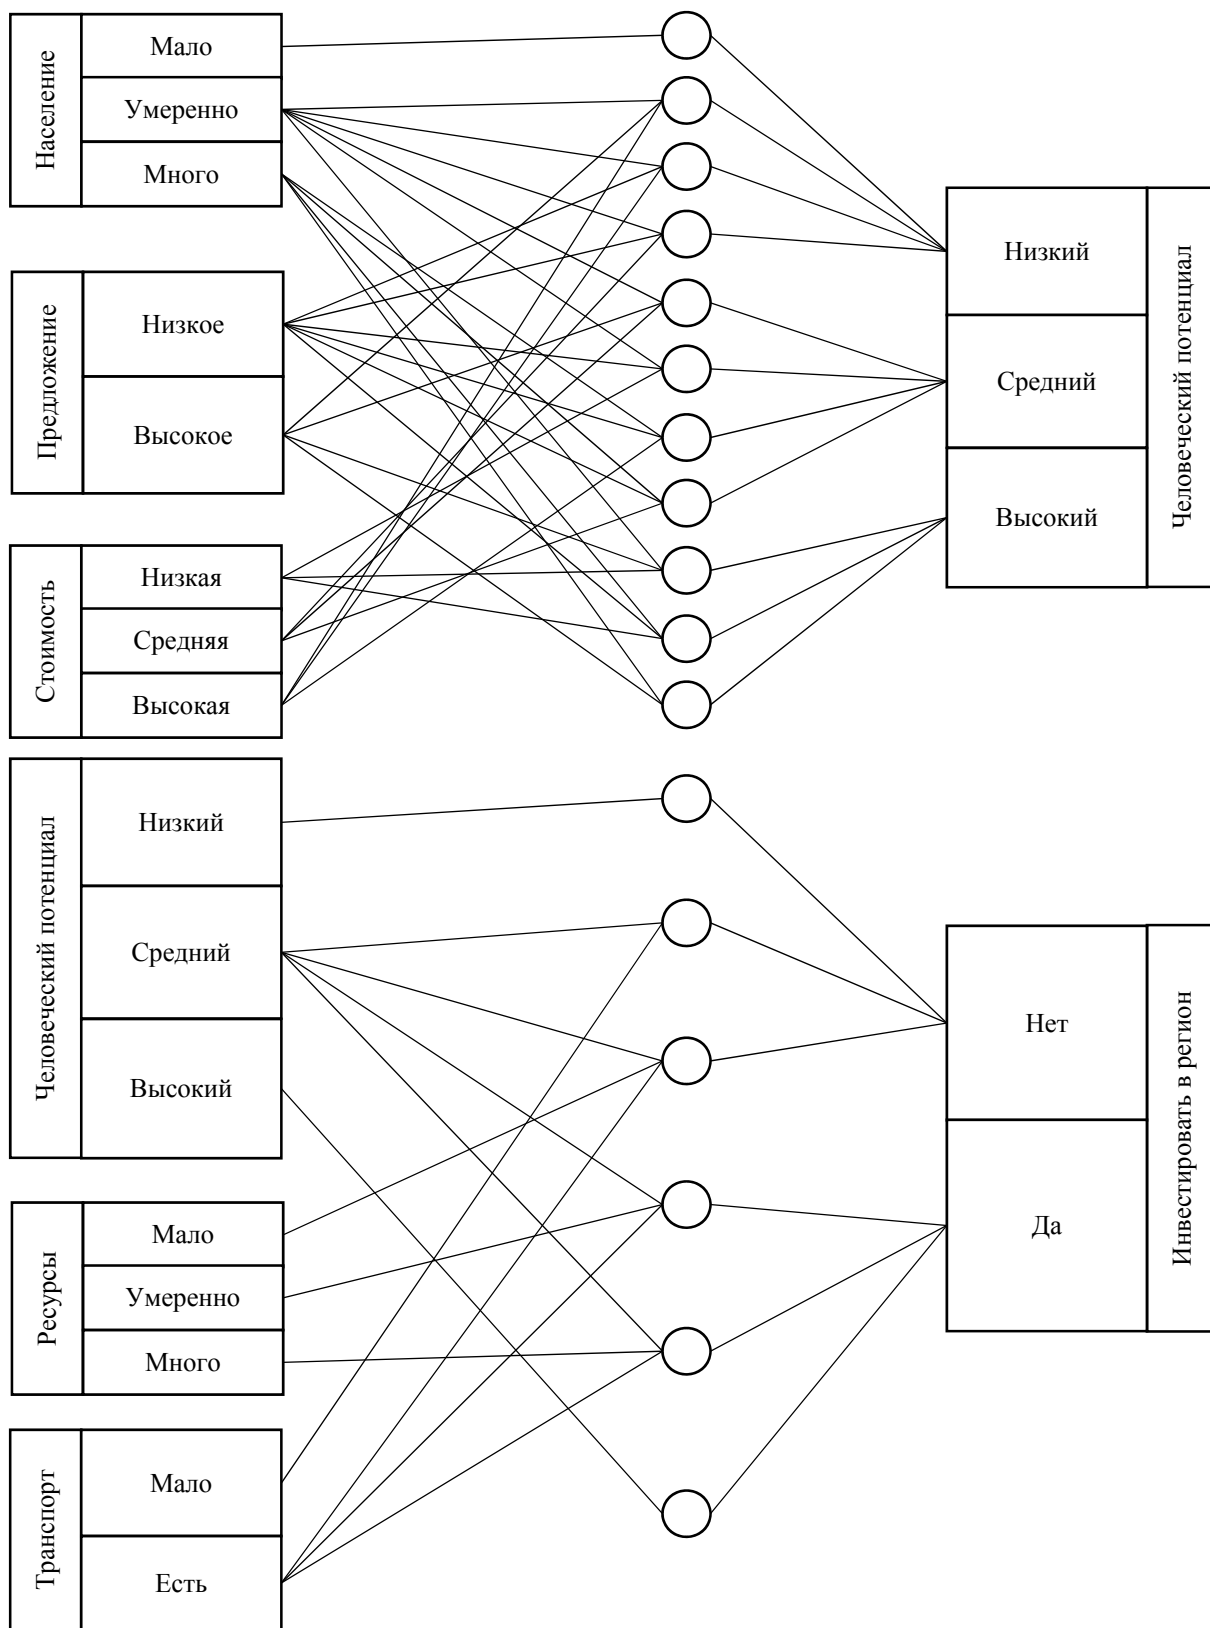 Население
Мало
Умеренно
Много
Предложение
Низкое
Высокое
Стоимость
Низкая
Средняя
Высокая
Низкий
Средний
Высокий
Человеческий потенциал
Человеческий потенциал
Низкий
Средний
Высокий
Ресурсы
Мало
Умеренно
Много
Транспорт
Мало
Есть
Нет
Да
Инвестировать в регион